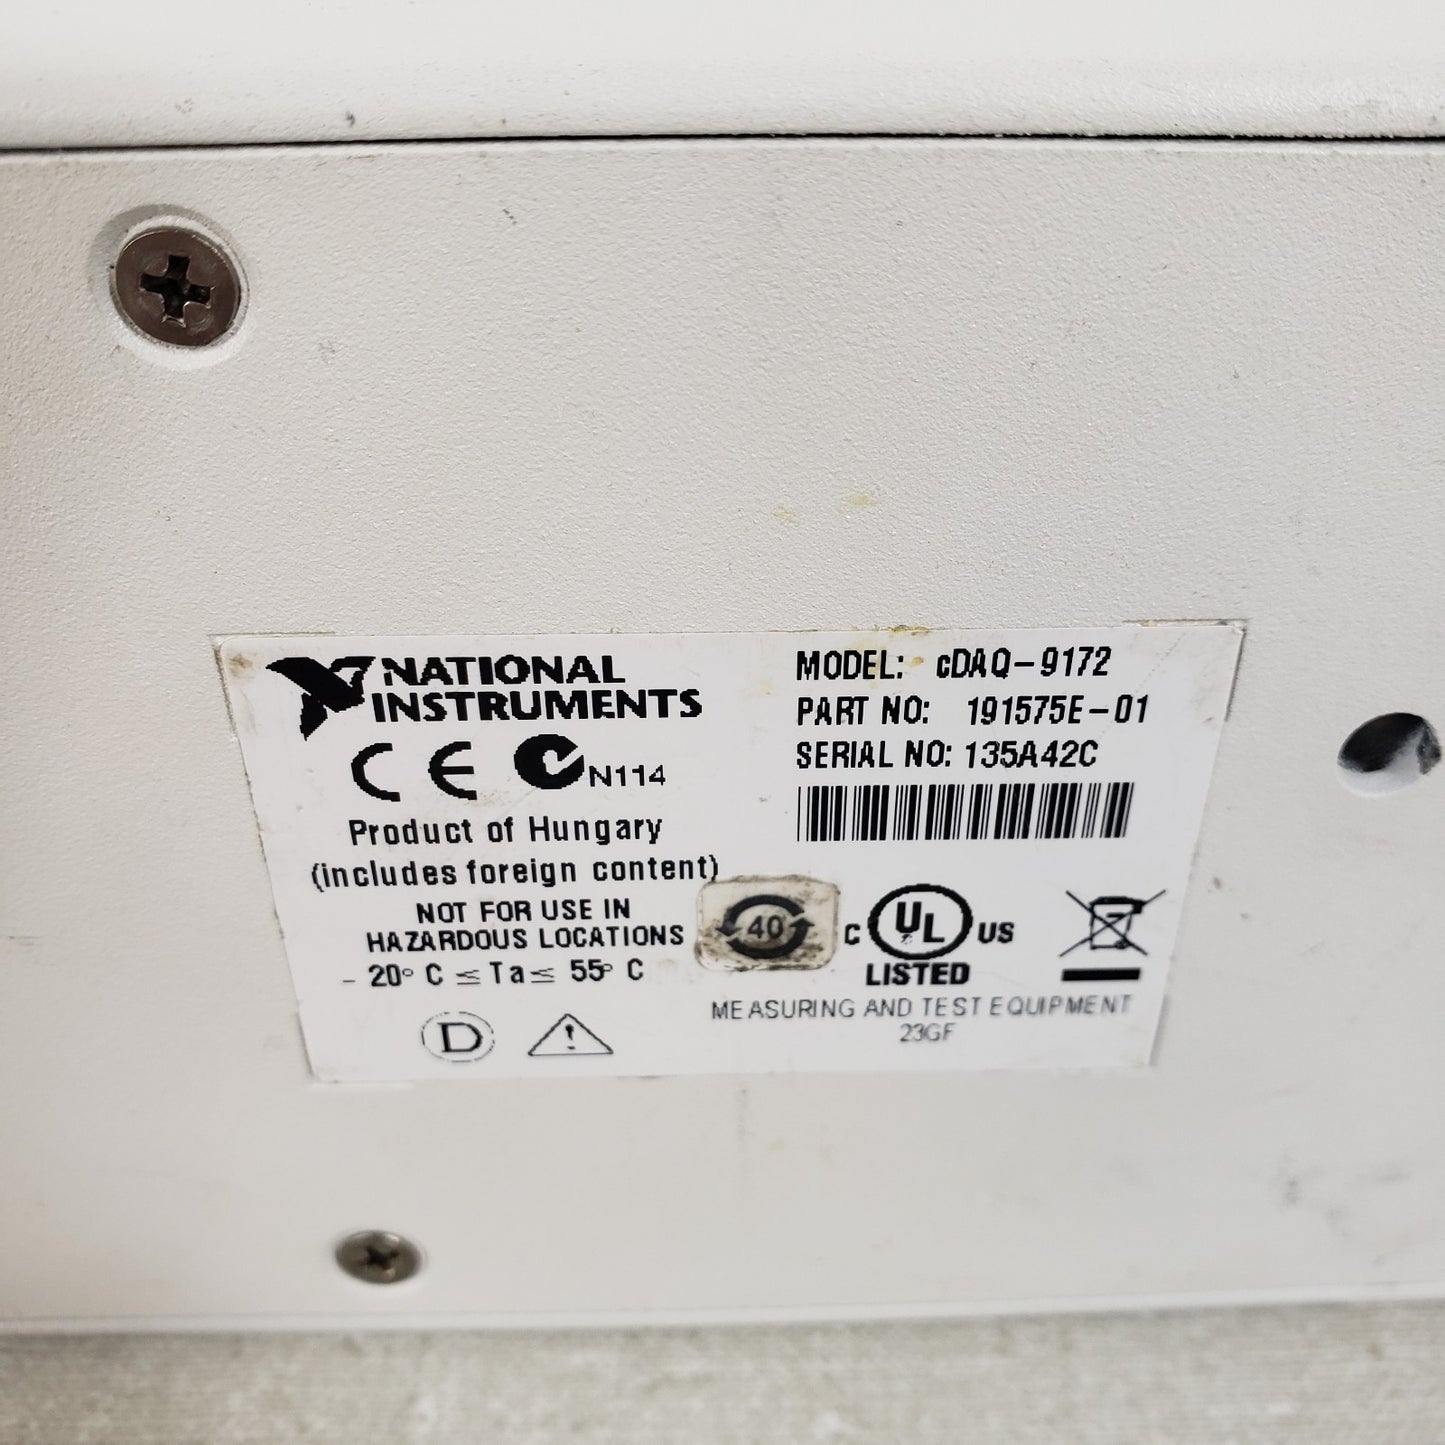 NATIONAL
INSTRUMENTS
CE N114
Product of Hungary
(includes foreign content)
NOT FOR USE IN
HAZARDOUS LOCATIONS
- 20° C ≤ Ta ≤ 55° C
D !
MODEL: cDAQ-9172
PART NO: 191575E-01
SERIAL NO: 135A42C
40
C UL US
LISTED
MEASURING AND TEST EQUIPMENT
23GF